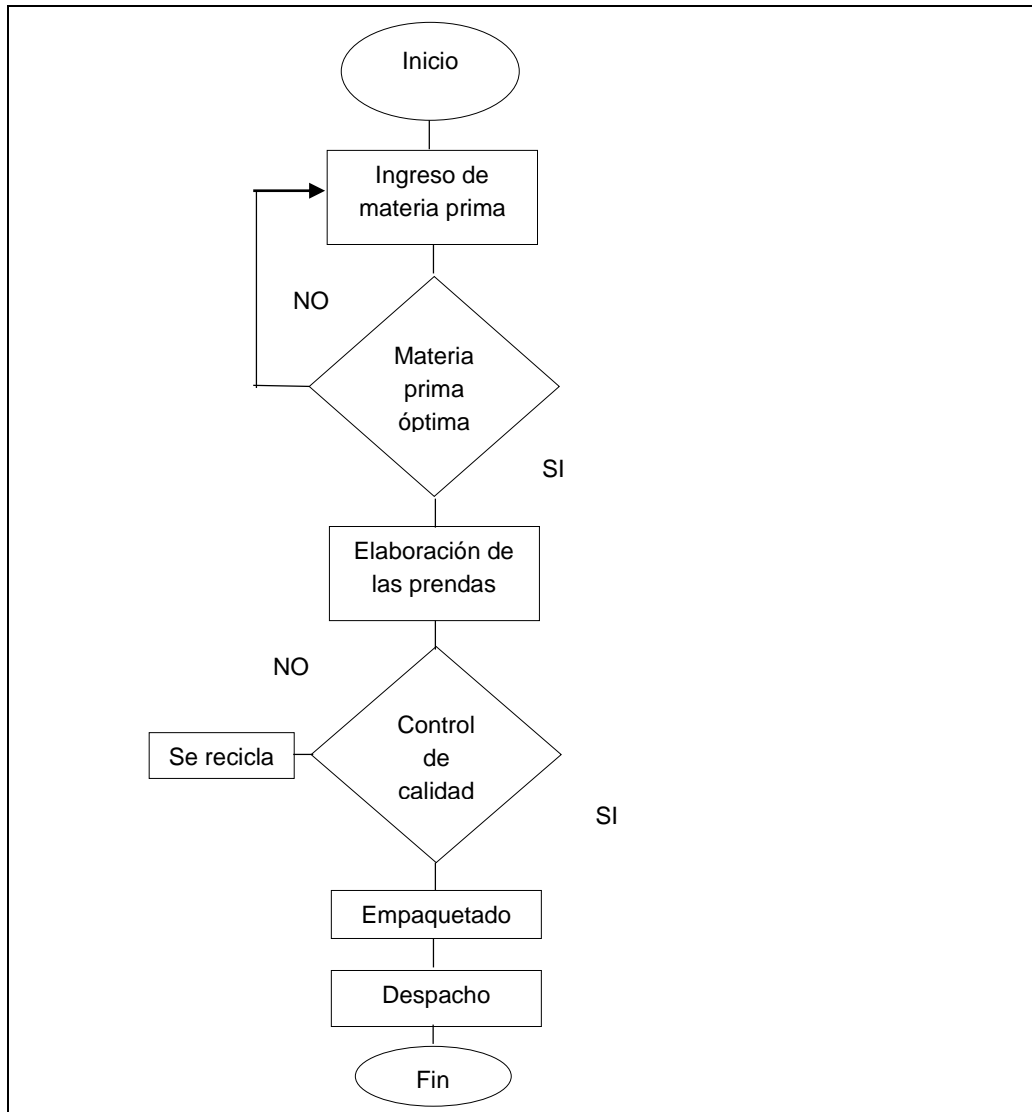 Inicio
Ingreso de
materia prima
NO
Materia
prima
óptima
SI
Elaboración de
las prendas
NO
Control
de
calidad
Se recicla
SI
Empaquetado
Despacho
Fin